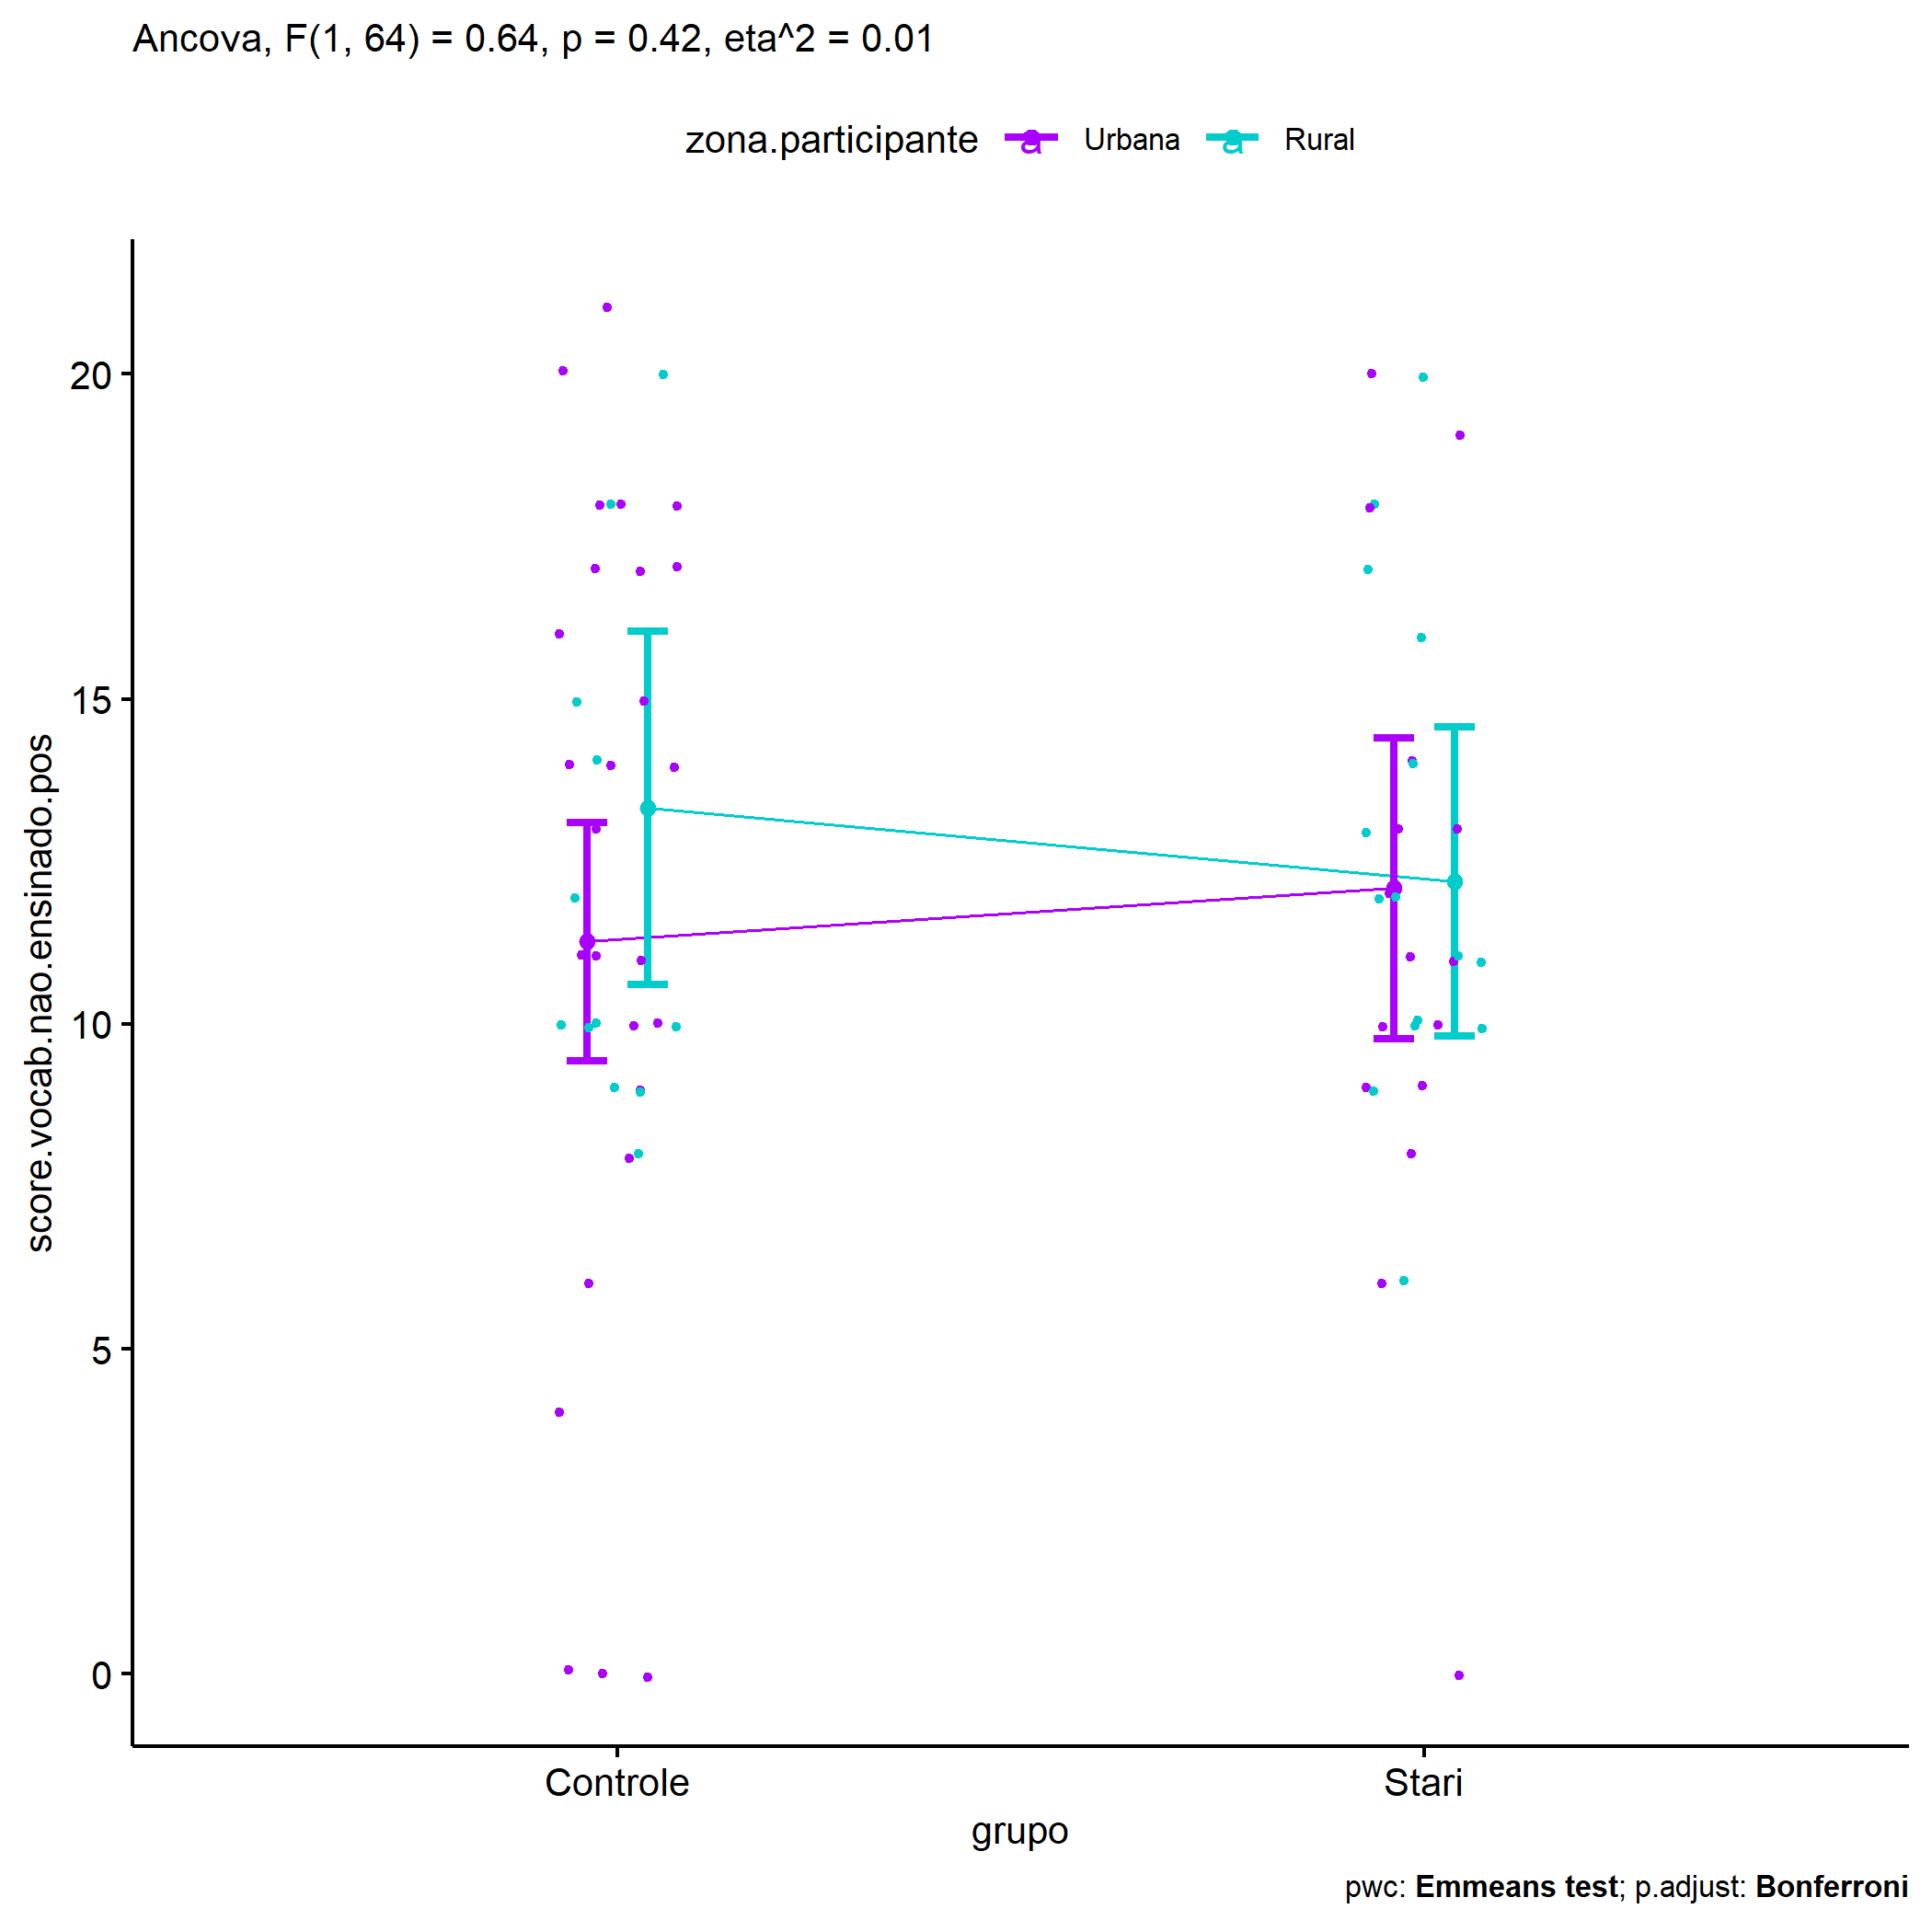 Ancova, F(1, 64) = 0.64, p = 0.42, eta^2 = 0.01
zona.participante a Urbana a Rural
score.vocab.nao.ensinado.pos
20
15
10
5
0
Controle Stari
grupo
pwc: Emmeans test; p.adjust: Bonferroni